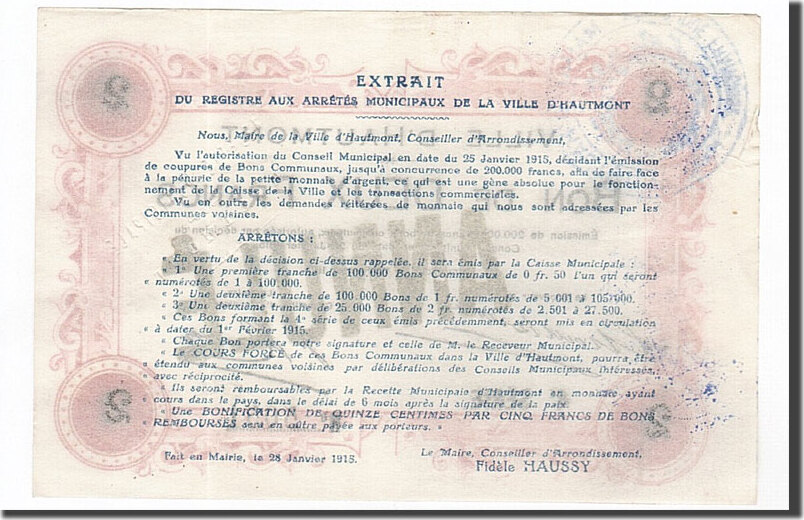 EXTRAIT
DU REGISTRE AUX ARRÊTÉS MUNICIPAUX DE LA VILLE D'HAUTMONT
Nous, Maire de la Ville d'Hautmont, Conseiller d'Arrondissement,
Vu l'autorisation du Conseil Municipal en date du 25 Janvier 1915, décidant l'émission
de coupures de Bons Communaux, jusqu'à concurrence de 200.000 francs, afin de faire face
à la pénurie de la petite monnaie d'argent, ce qui est une gêne absolue pour le fonction-
nement de la Caisse de la Ville et les transactions commerciales.
Vu en outre les demandes réitérées de monnaie qui nous sont adressées par les
Communes voisines.
ARRÊTONS :
« En vertu de la décision ci-dessus rappelée, il sera émis par la Caisse Municipale :
« 1° Une première tranche de 100.000 Bons Communaux de 0 fr. 50 l'un qui seront
« numérotés de 1 à 100.000.
« 2° Une deuxième tranche de 100.000 Bons de 1 fr. numérotés de 5.001 à 105.000.
« 3° Une deuxième tranche de 25.000 Bons de 2 fr. numérotés de 2.501 à 27.500.
« Ces Bons formant la 4e série de ceux émis précédemment, seront mis en circulation
« à dater du 1er Février 1915.
« Chaque Bon portera notre signature et celle de M. le Receveur Municipal.
« Le COURS FORCÉ de ces Bons Communaux dans la Ville d'Hautmont, pourra être
« étendu aux communes voisines par délibérations des Conseils Municipaux intéressés,
« avec réciprocité.
« Ils seront remboursables par la Recette Municipale d'Hautmont en monnaie ayant
« cours dans le pays, dans le délai de 6 mois après la signature de la paix.
« Une BONIFICATION DE QUINZE CENTIMES PAR CINQ FRANCS DE BONS
« REMBOURSÉS sera en outre payée aux porteurs. »
Fait en Mairie, le 28 Janvier 1915.
Le Maire, Conseiller d'Arrondissement,
Fidèle HAUSSY